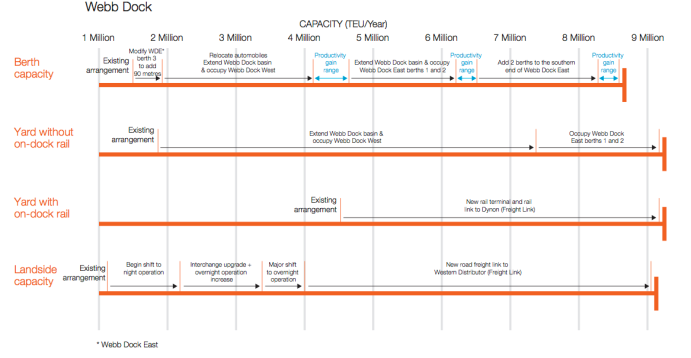 Webb Dock
CAPACITY (TEU/Year)
1 Million 2 Million 3 Million 4 Million 5 Million 6 Million 7 Million 8 Million 9 Million
Berth
capacity
Existing
arrangement
Modify WDE*
berth 3
to add
90 metres
Relocate automobiles
Extend Webb Dock basin
& occupy Webb Dock West
Productivity
gain
range
Extend Webb Dock basin & occupy
Webb Dock East berths 1 and 2
Productivity
gain
range
Add 2 berths to the southern
end of Webb Dock East
Productivity
gain
range
Yard without
on-dock rail
Existing
arrangement
Extend Webb Dock basin &
occupy Webb Dock West
Occupy Webb Dock
East berths 1 and 2
Yard with
on-dock rail
Existing
arrangement
New rail terminal and rail
link to Dynon (Freight Link)
Landside
capacity
Existing
arrangement
Begin shift to
night operation
Interchange upgrade +
overnight operation
increase
Major shift
to overnight
operation
New road freight link to
Western Distributor (Freight Link)
* Webb Dock East